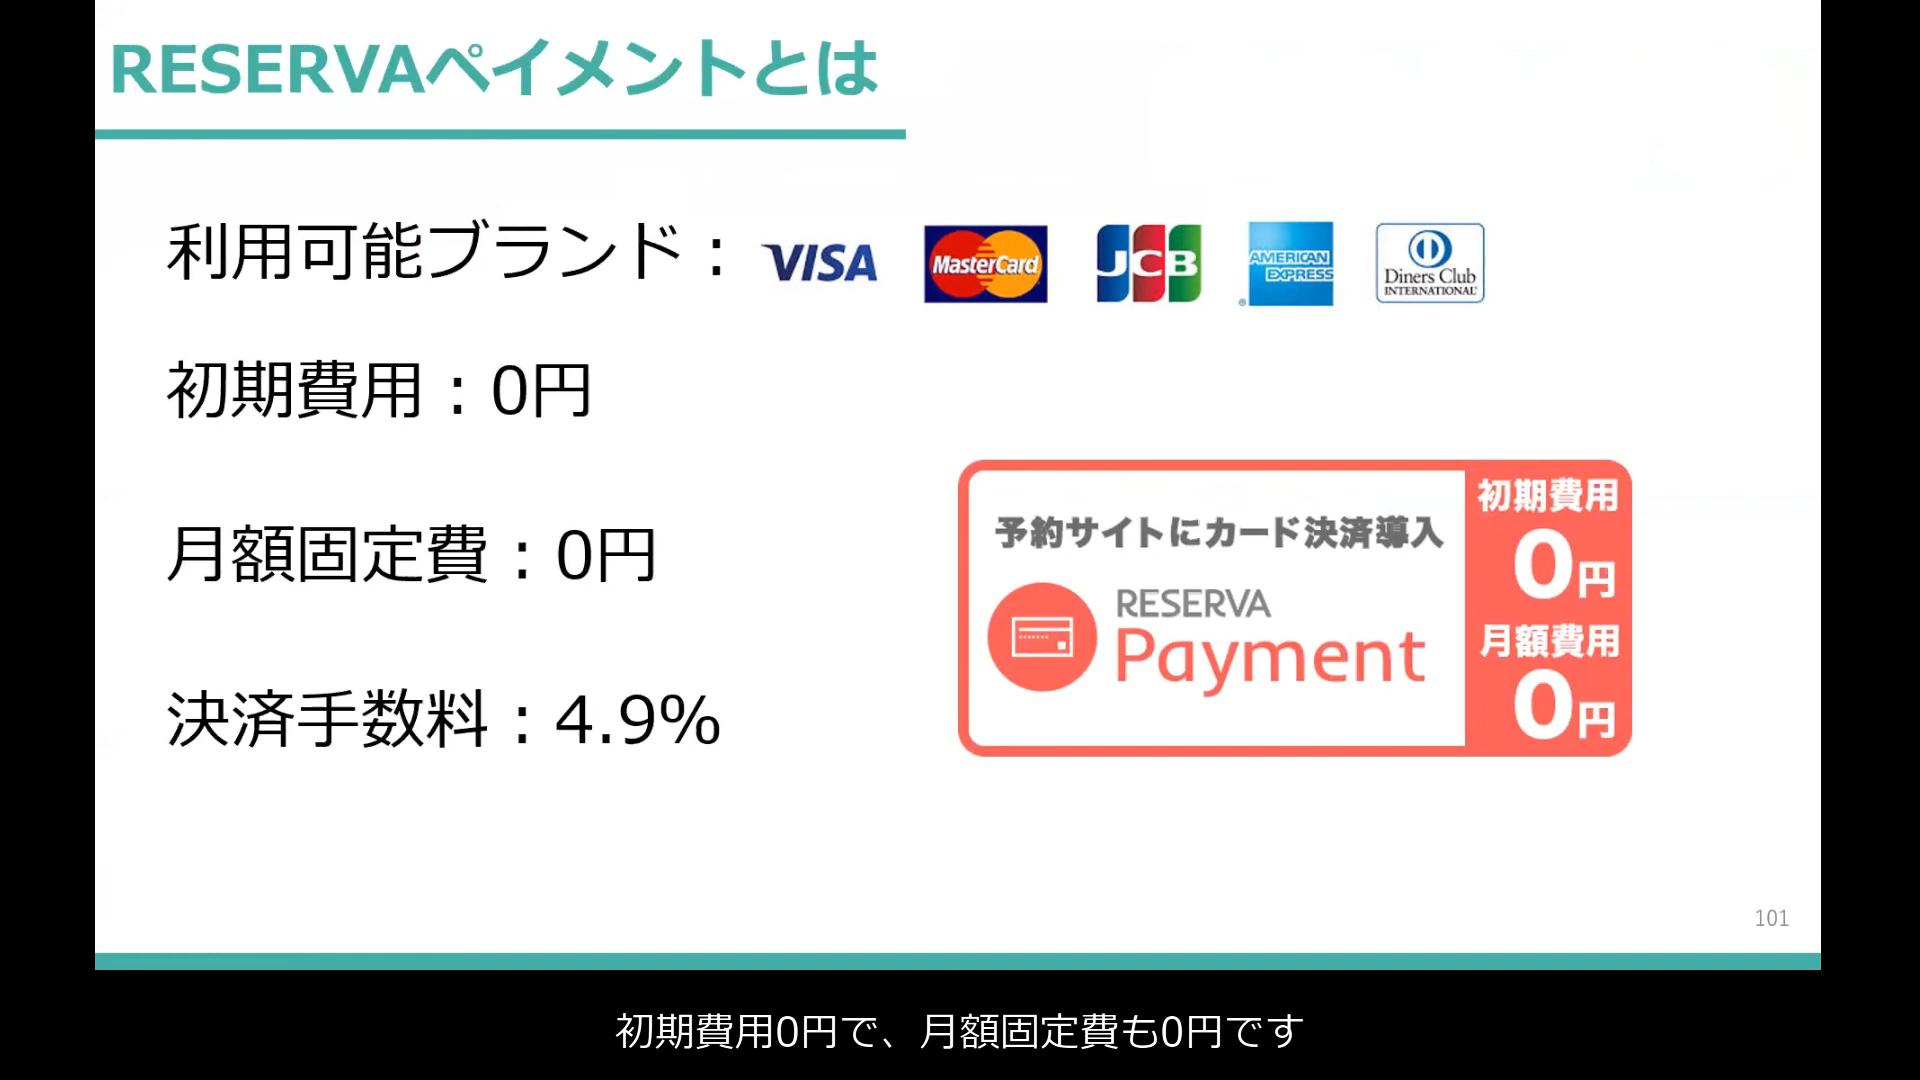 RESERVAペイメントとは
利用可能ブランド：VISA MasterCard JCB AMERICAN EXPRESS Diners Club INTERNATIONAL
初期費用：0円
月額固定費：0円
決済手数料：4.9%
予約サイトにカード決済導入
RESERVA
Payment
初期費用
0円
月額費用
0円
101
初期費用0円で、月額固定費も0円です